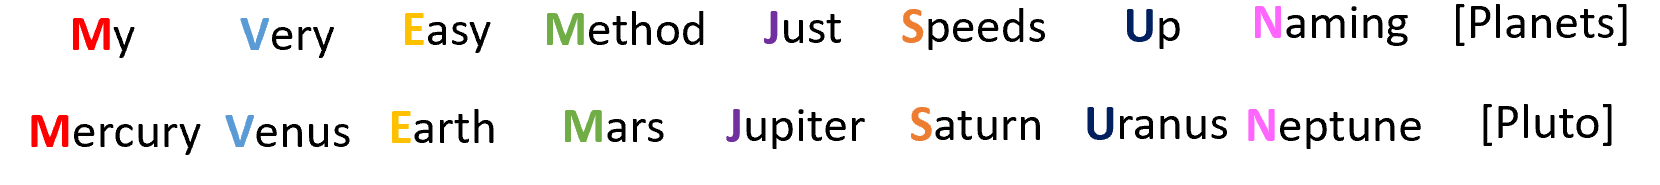 My Very Easy Method Just Speeds Up Naming [Planets]
Mercury Venus Earth Mars Jupiter Saturn Uranus Neptune [Pluto]